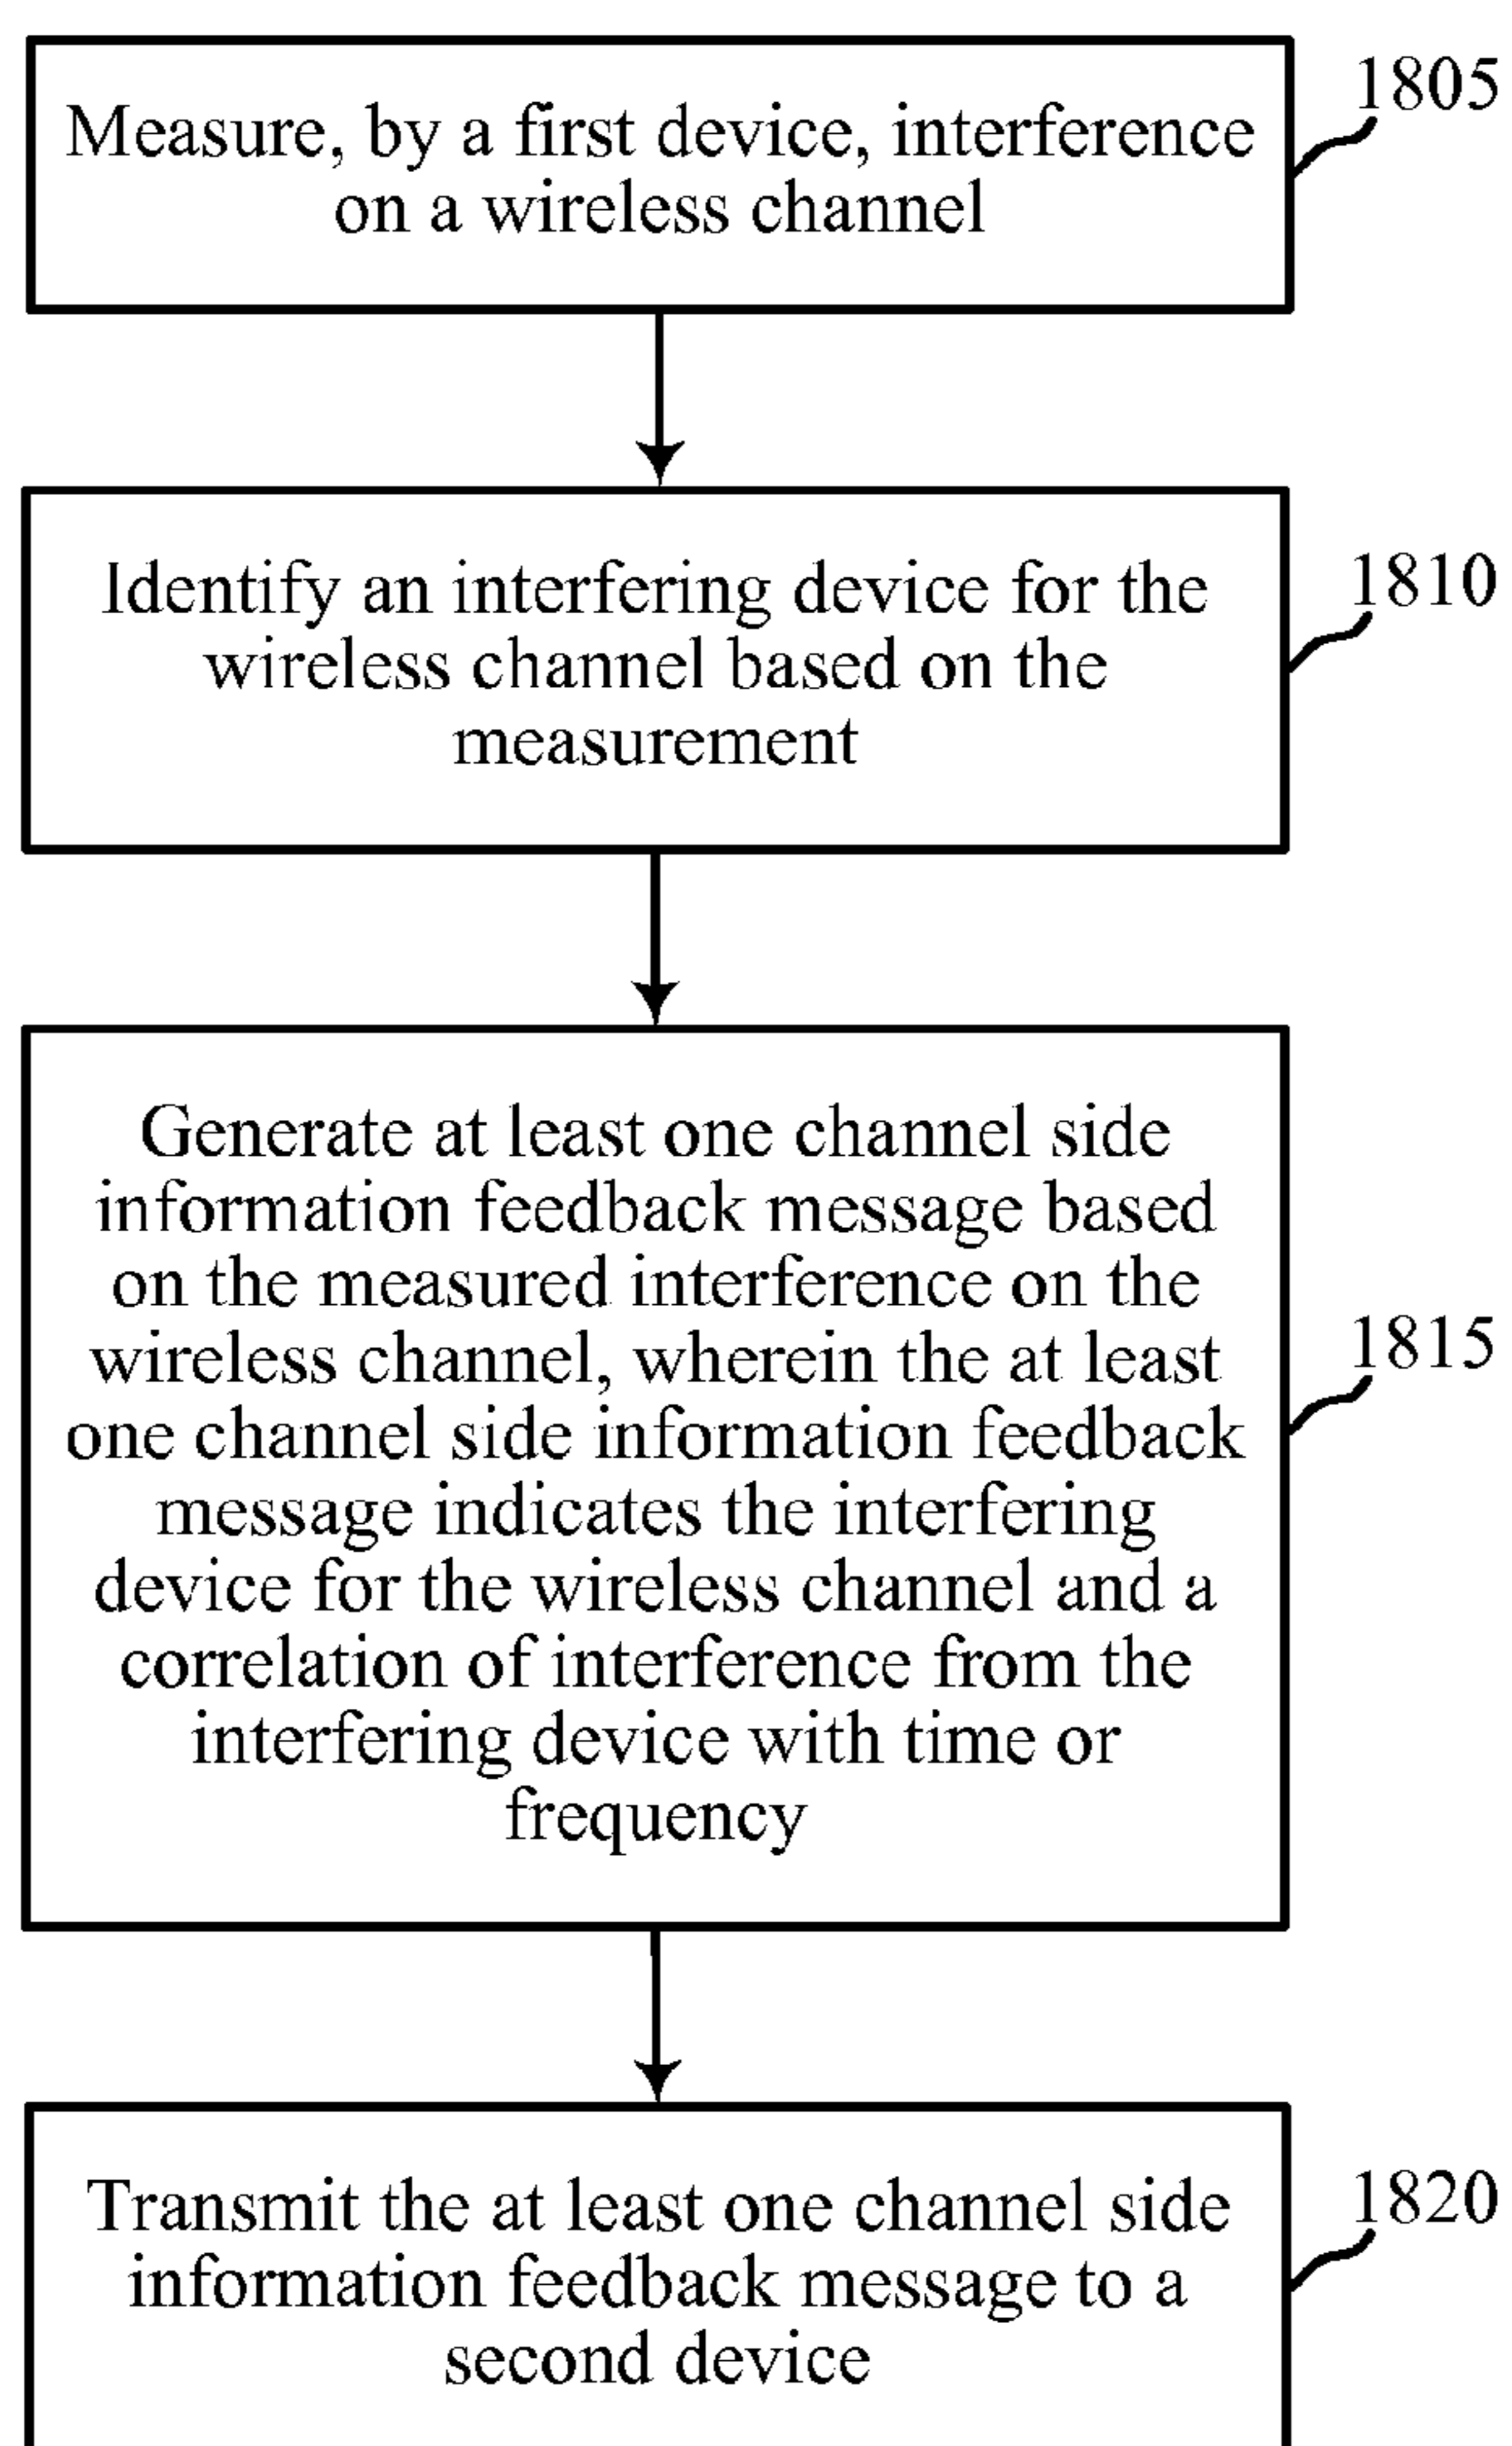 Measure, by a first device, interference
on a wireless channel
1805
Identify an interfering device for the
wireless channel based on the
measurement
1810
Generate at least one channel side
information feedback message based
on the measured interference on the
wireless channel, wherein the at least
one channel side information feedback
message indicates the interfering
device for the wireless channel and a
correlation of interference from the
interfering device with time or
frequency
1815
Transmit the at least one channel side
information feedback message to a
second device
1820